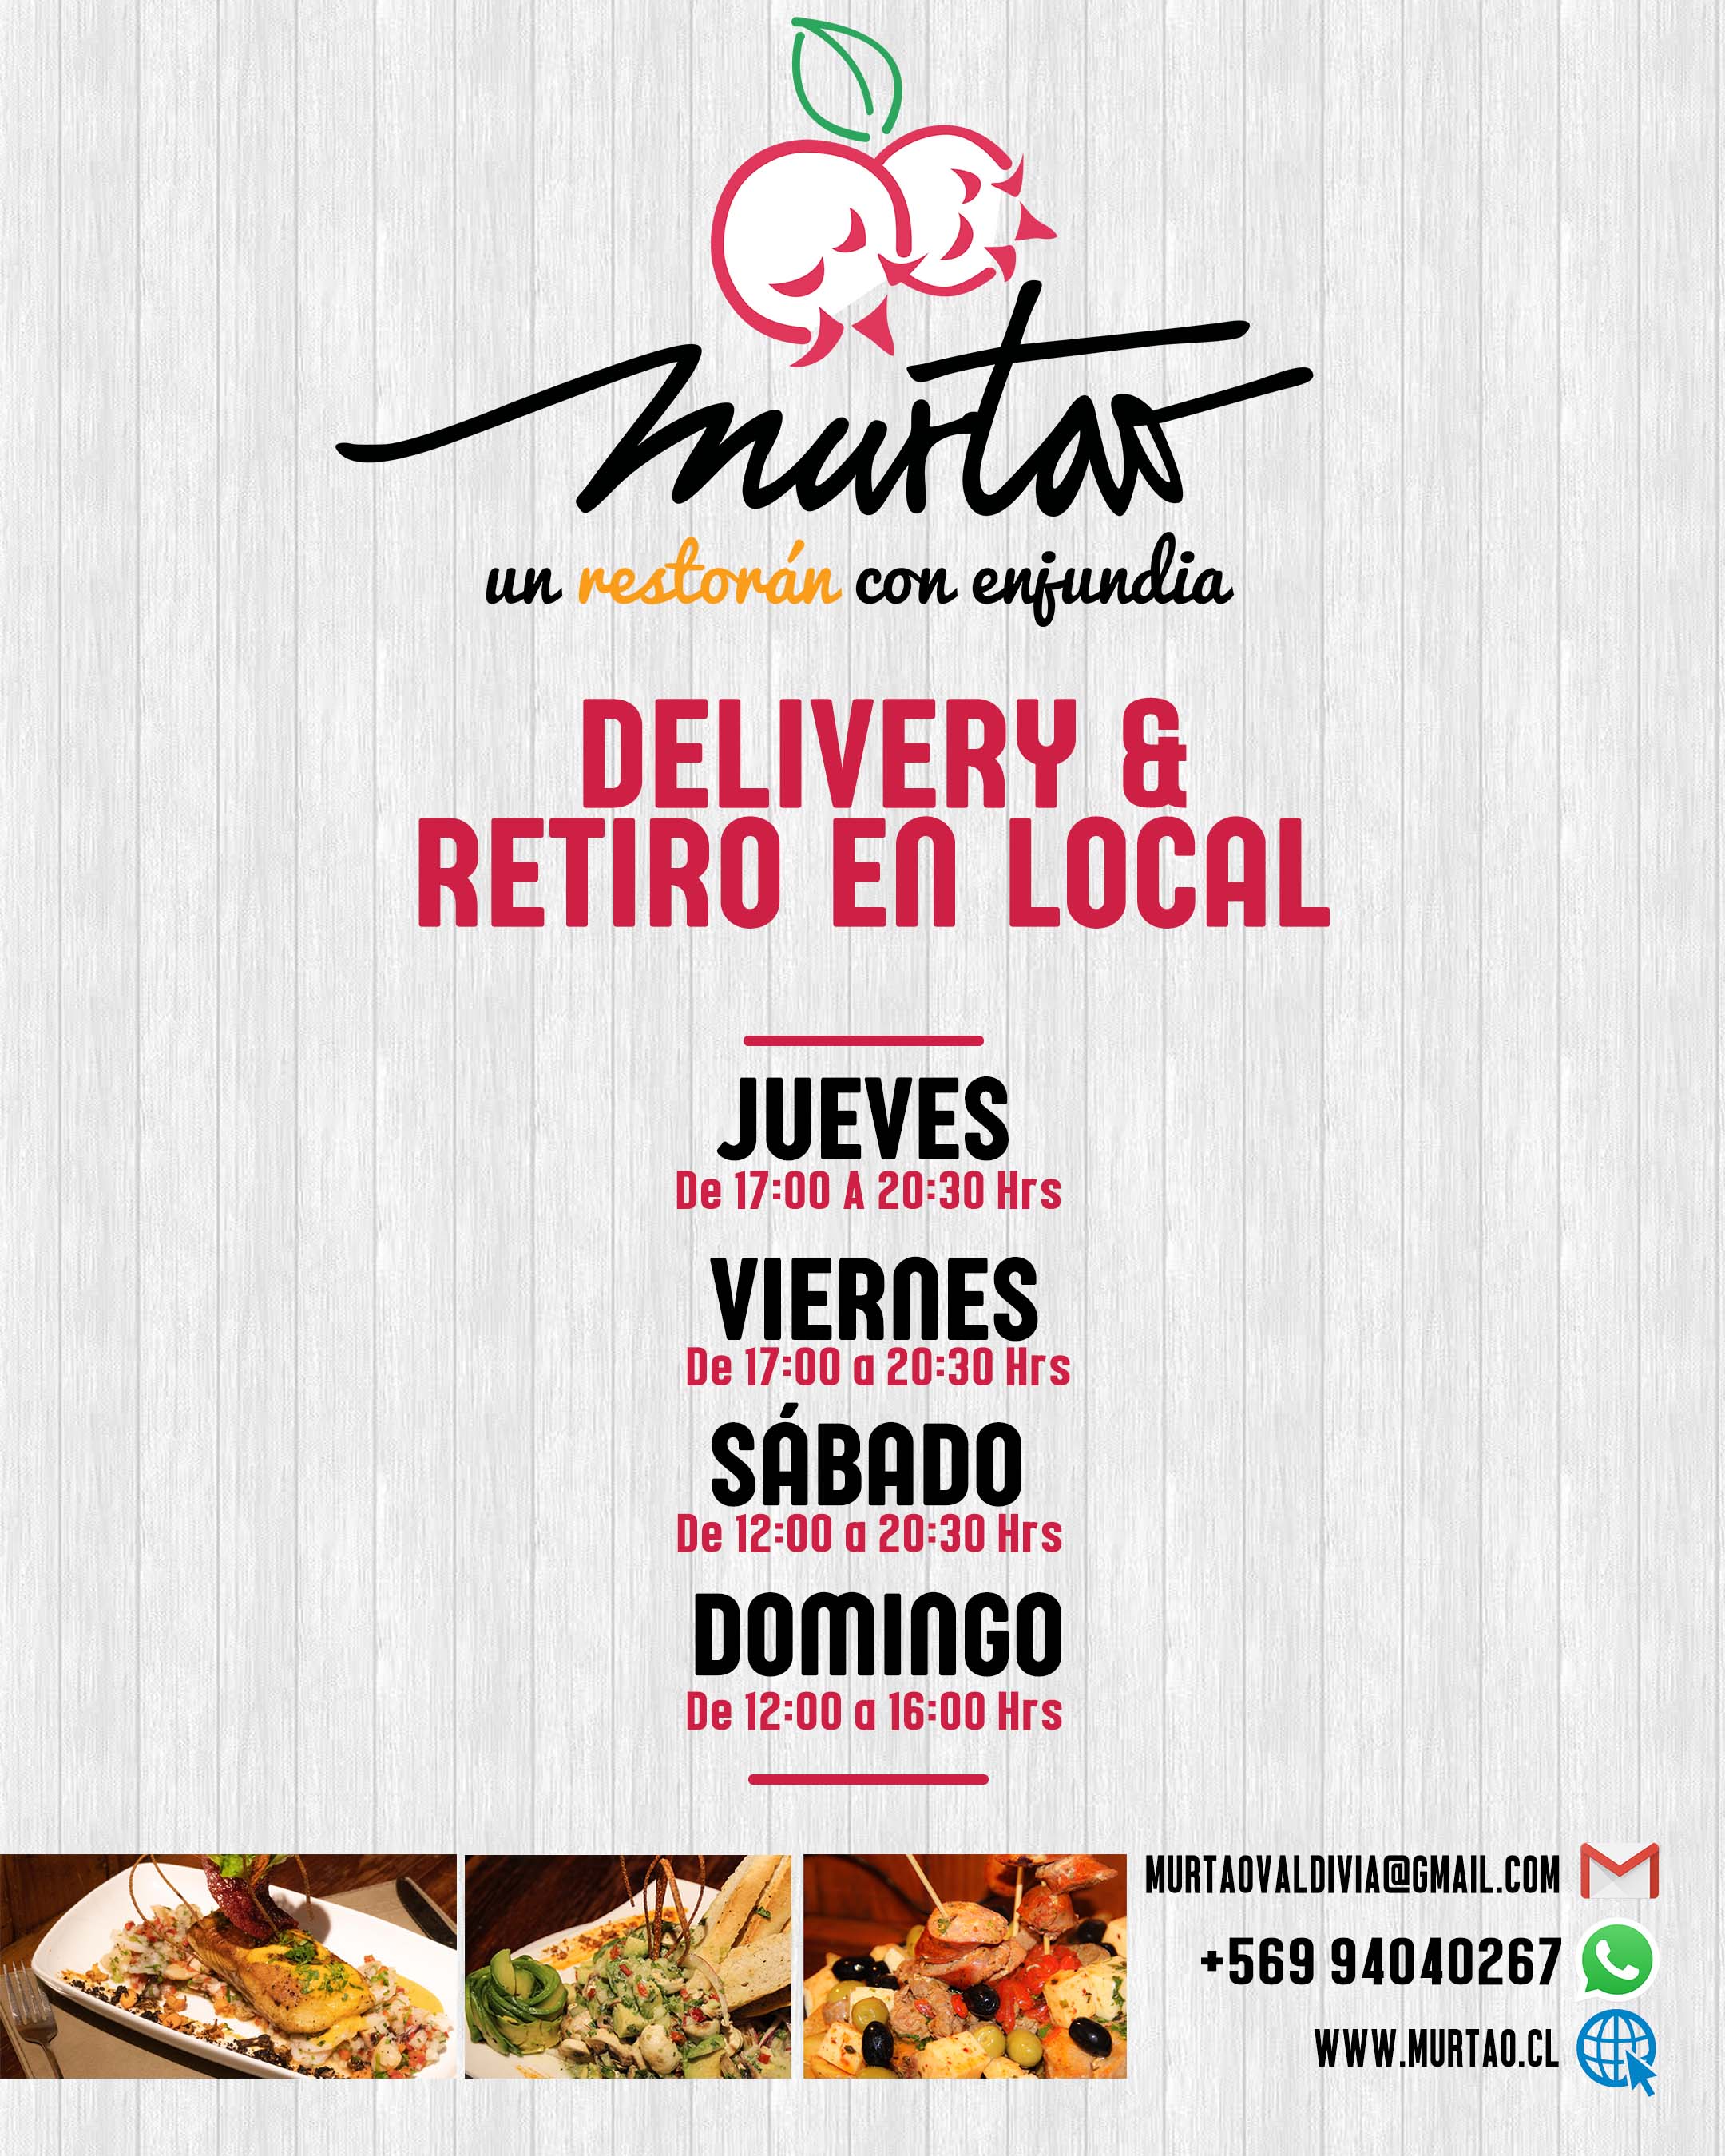 murtao
un restorán con enjundia
DELIVERY &
RETIRO EN LOCAL
JUEVES
De 17:00 A 20:30 Hrs
VIERNES
De 17:00 a 20:30 Hrs
SÁBADO
De 12:00 a 20:30 Hrs
DOMINGO
De 12:00 a 16:00 Hrs
MURTAOVALDIVIA@GMAIL.COM
+569 94040267
WWW.MURTAO.CL